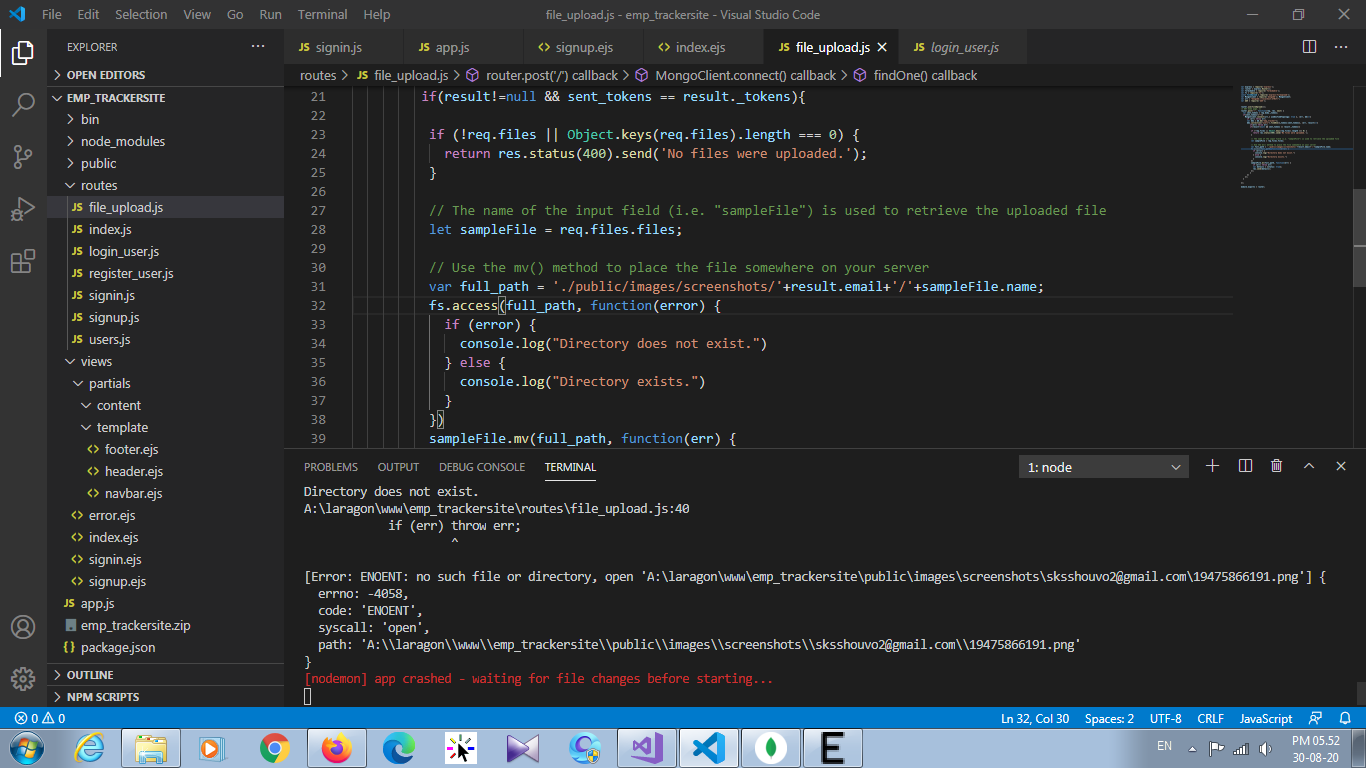 File Edit Selection View Go Run Terminal Help
file_upload.js - emp_trackersite - Visual Studio Code
EXPLORER
OPEN EDITORS
EMP_TRACKERSITE
bin
node_modules
public
routes
JS file_upload.js
JS index.js
JS login_user.js
JS register_user.js
JS signin.js
JS signup.js
JS users.js
views
partials
content
template
<> footer.ejs
<> header.ejs
<> navbar.ejs
<> error.ejs
<> index.ejs
<> signin.ejs
<> signup.ejs
JS app.js
emp_trackersite.zip
{} package.json
OUTLINE
NPM SCRIPTS
JS signin.js JS app.js <> signup.ejs <> index.ejs JS file_upload.js JS login_user.js
routes > JS file_upload.js > router.post('/') callback > MongoClient.connect() callback > findOne() callback
21 if(result!=null && sent_tokens == result._tokens){
22
23 if (!req.files || Object.keys(req.files).length === 0) {
24 return res.status(400).send('No files were uploaded.');
25 }
26
27 // The name of the input field (i.e. "sampleFile") is used to retrieve the uploaded file
28 let sampleFile = req.files.files;
29
30 // Use the mv() method to place the file somewhere on your server
31 var full_path = './public/images/screenshots/'+result.email+'/'+sampleFile.name;
32 fs.access(full_path, function(error) {
33 if (error) {
34 console.log("Directory does not exist.")
35 } else {
36 console.log("Directory exists.")
37 }
38 })
39 sampleFile.mv(full_path, function(err) {
PROBLEMS OUTPUT DEBUG CONSOLE TERMINAL
1: node
Directory does not exist.
A:\laragon\www\emp_trackersite\routes\file_upload.js:40
if (err) throw err;
^
[Error: ENOENT: no such file or directory, open 'A:\laragon\www\emp_trackersite\public\images\screenshots\sksshouvo2@gmail.com\19475866191.png'] {
errno: -4058,
code: 'ENOENT',
syscall: 'open',
path: 'A:\\laragon\\www\\emp_trackersite\\public\\images\\screenshots\\sksshouvo2@gmail.com\\19475866191.png'
}
[nodemon] app crashed - waiting for file changes before starting...
0 0
Ln 32, Col 30 Spaces: 2 UTF-8 CRLF JavaScript
EN
PM 05.52
30-08-20